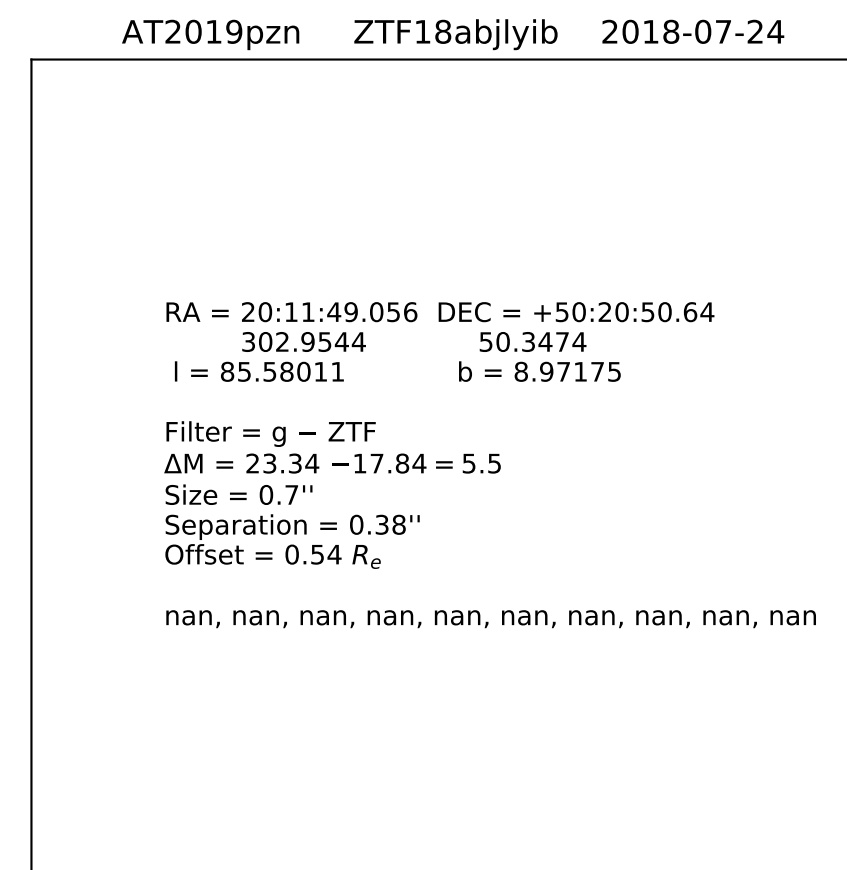 AT2019pzn ZTF18abjlyib 2018-07-24
RA = 20:11:49.056 DEC = +50:20:50.64
302.9544 50.3474
l = 85.58011 b = 8.97175
Filter = g − ZTF
ΔM = 23.34 −17.84 = 5.5
Size = 0.7''
Separation = 0.38''
Offset = 0.54 Re
nan, nan, nan, nan, nan, nan, nan, nan, nan, nan